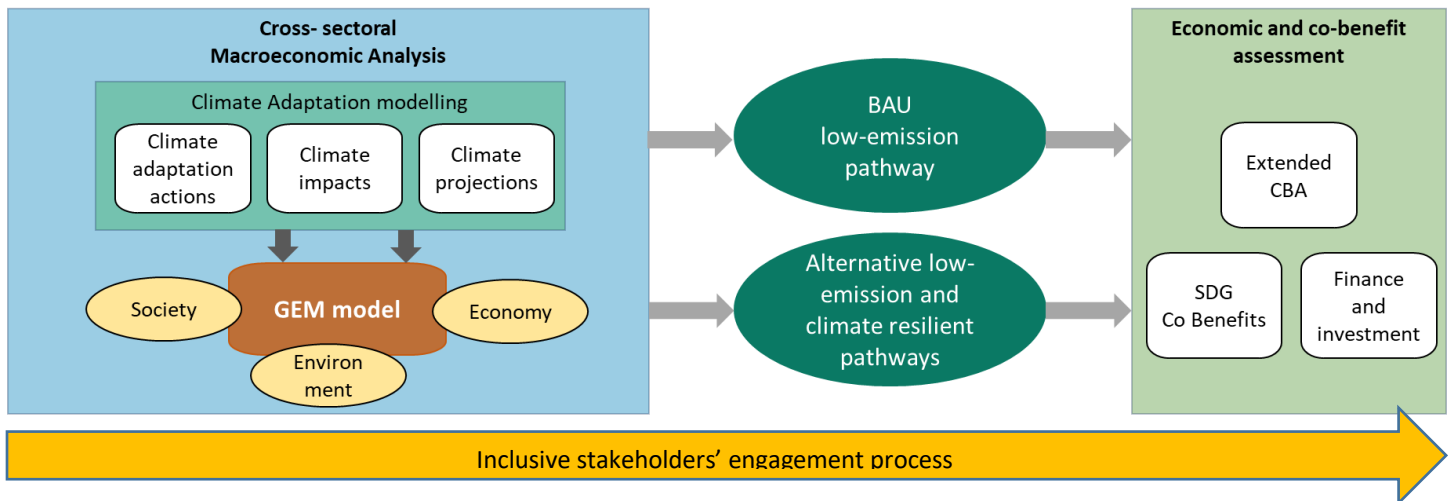 Cross- sectoral
Macroeconomic Analysis
Climate Adaptation modelling
Climate
adaptation
actions
Climate
impacts
Climate
projections
Society
GEM model
Economy
Environ
ment
BAU
low-emission
pathway
Alternative low-
emission and
climate resilient
pathways
Economic and co-benefit
assessment
Extended
CBA
SDG
Co Benefits
Finance
and
investment
Inclusive stakeholders’ engagement process